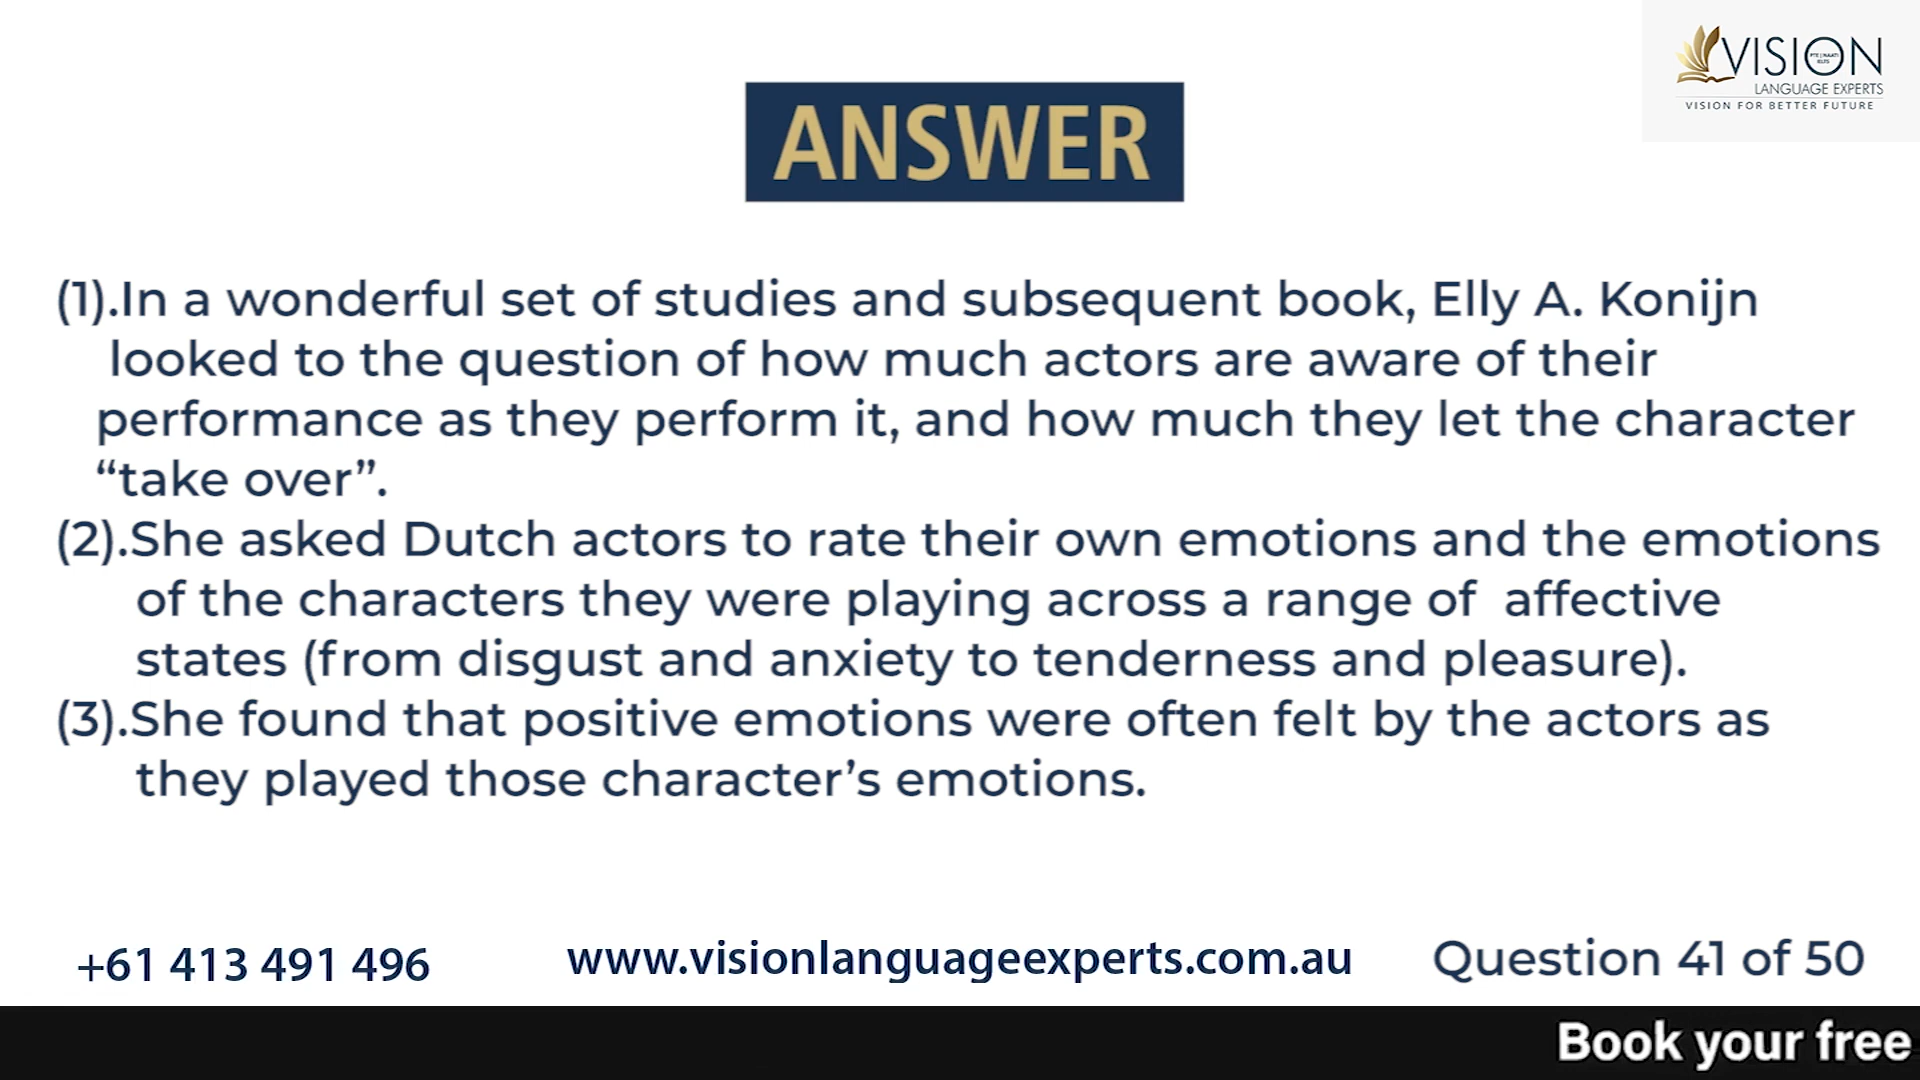 VISION
LANGUAGE EXPERTS
VISION FOR BETTER FUTURE
ANSWER
(1).In a wonderful set of studies and subsequent book, Elly A. Konijn
looked to the question of how much actors are aware of their
performance as they perform it, and how much they let the character
“take over”.
(2).She asked Dutch actors to rate their own emotions and the emotions
of the characters they were playing across a range of affective
states (from disgust and anxiety to tenderness and pleasure).
(3).She found that positive emotions were often felt by the actors as
they played those character’s emotions.
+61 413 491 496
www.visionlanguageexperts.com.au
Question 41 of 50
Book your free